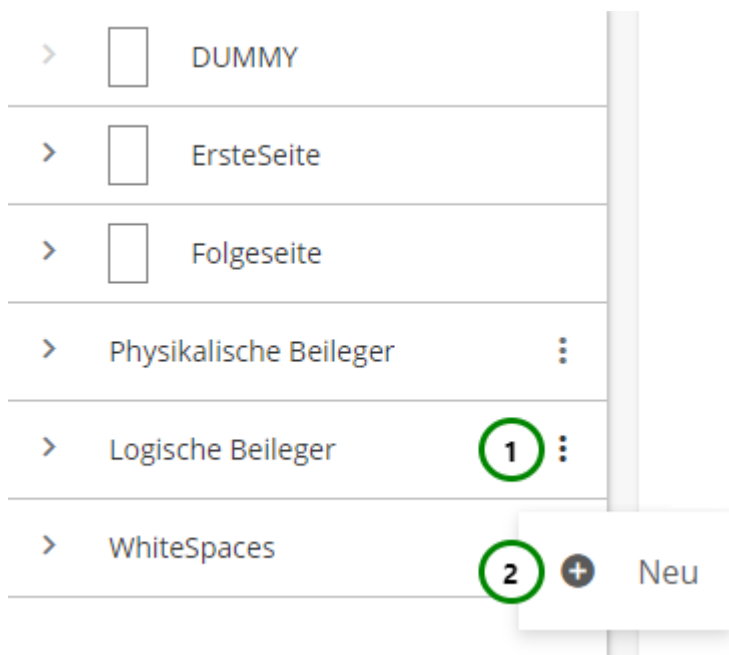 DUMMY
ErsteSeite
Folgeseite
Physikalische Beileger
Logische Beileger 1
WhiteSpaces
2 Neu